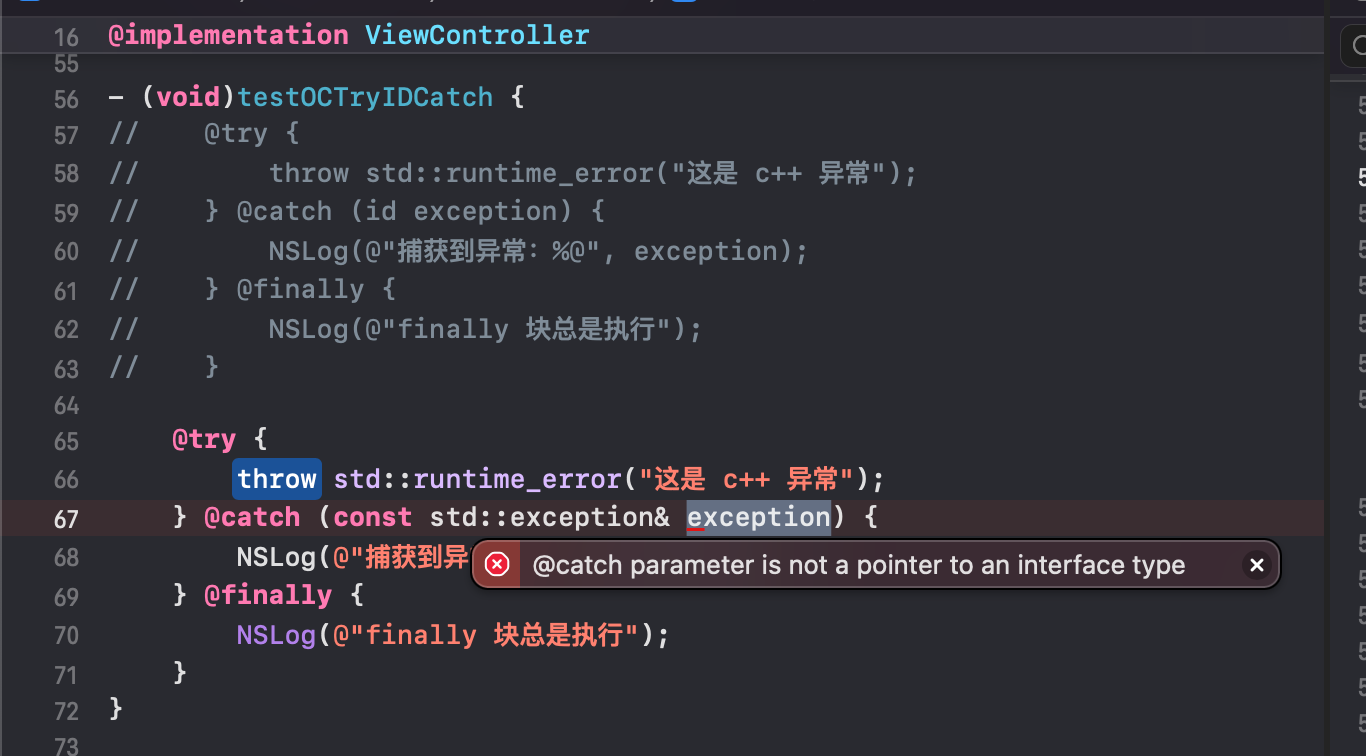 16 @implementation ViewController
55
56 - (void)testOCTryIDCatch {
57 //    @try {
58 //        throw std::runtime_error("这是 c++ 异常");
59 //    } @catch (id exception) {
60 //        NSLog(@"捕获到异常：%@", exception);
61 //    } @finally {
62 //        NSLog(@"finally 块总是执行");
63 //    }
64
65     @try {
66         throw std::runtime_error("这是 c++ 异常");
67     } @catch (const std::exception& exception) {
68         NSLog(@"捕获到异
@catch parameter is not a pointer to an interface type
69     } @finally {
70         NSLog(@"finally 块总是执行");
71     }
72 }
73